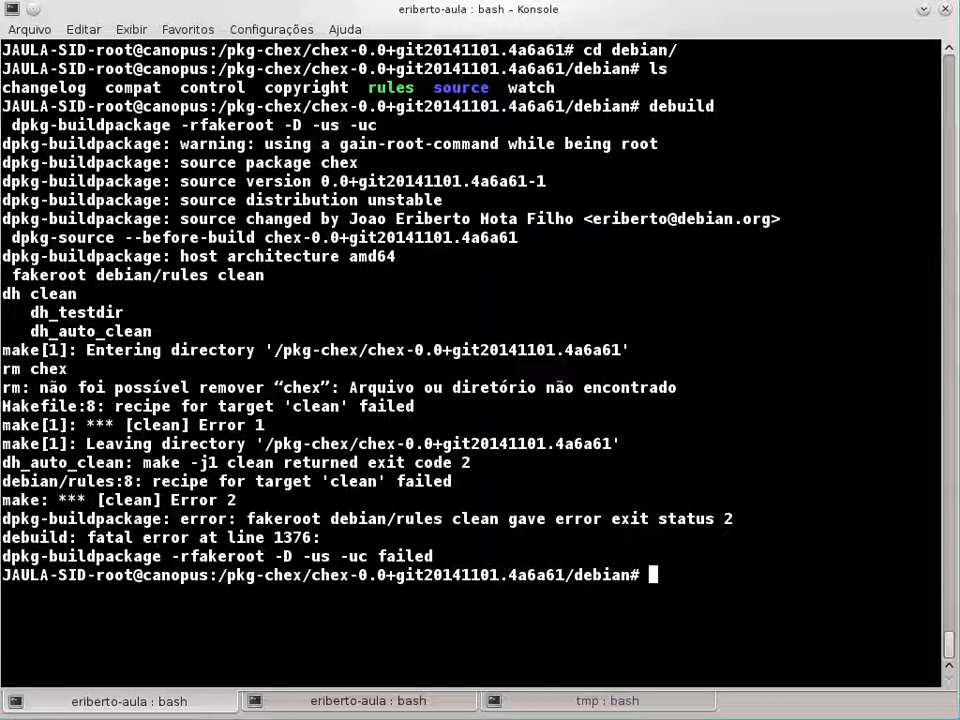 eriberto-aula : bash – Konsole
Arquivo Editar Exibir Favoritos Configurações Ajuda
JAULA-SID-root@canopus:/pkg-chex/chex-0.0+git20141101.4a6a61# cd debian/
JAULA-SID-root@canopus:/pkg-chex/chex-0.0+git20141101.4a6a61/debian# ls
changelog compat control copyright rules source watch
JAULA-SID-root@canopus:/pkg-chex/chex-0.0+git20141101.4a6a61/debian# debuild
dpkg-buildpackage -rfakeroot -D -us -uc
dpkg-buildpackage: warning: using a gain-root-command while being root
dpkg-buildpackage: source package chex
dpkg-buildpackage: source version 0.0+git20141101.4a6a61-1
dpkg-buildpackage: source distribution unstable
dpkg-buildpackage: source changed by Joao Eriberto Mota Filho <eriberto@debian.org>
dpkg-source --before-build chex-0.0+git20141101.4a6a61
dpkg-buildpackage: host architecture amd64
fakeroot debian/rules clean
dh clean
dh_testdir
dh_auto_clean
make[1]: Entering directory '/pkg-chex/chex-0.0+git20141101.4a6a61'
rm chex
rm: não foi possível remover “chex”: Arquivo ou diretório não encontrado
Makefile:8: recipe for target 'clean' failed
make[1]: *** [clean] Error 1
make[1]: Leaving directory '/pkg-chex/chex-0.0+git20141101.4a6a61'
dh_auto_clean: make -j1 clean returned exit code 2
debian/rules:8: recipe for target 'clean' failed
make: *** [clean] Error 2
dpkg-buildpackage: error: fakeroot debian/rules clean gave error exit status 2
debuild: fatal error at line 1376:
dpkg-buildpackage -rfakeroot -D -us -uc failed
JAULA-SID-root@canopus:/pkg-chex/chex-0.0+git20141101.4a6a61/debian#
eriberto-aula : bash eriberto-aula : bash tmp : bash